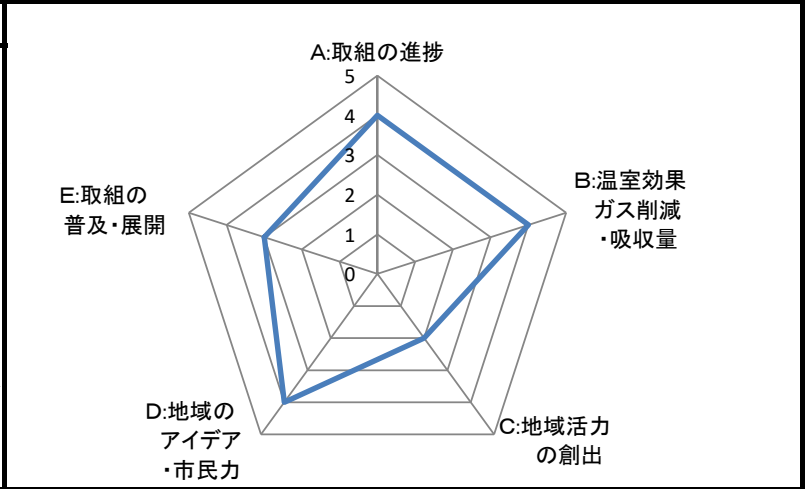 A:取組の進捗
5
4
3
2
1
0
B:温室効果
ガス削減
・吸収量
C:地域活力
の創出
D:地域の
アイデア
・市民力
E:取組の
普及・展開